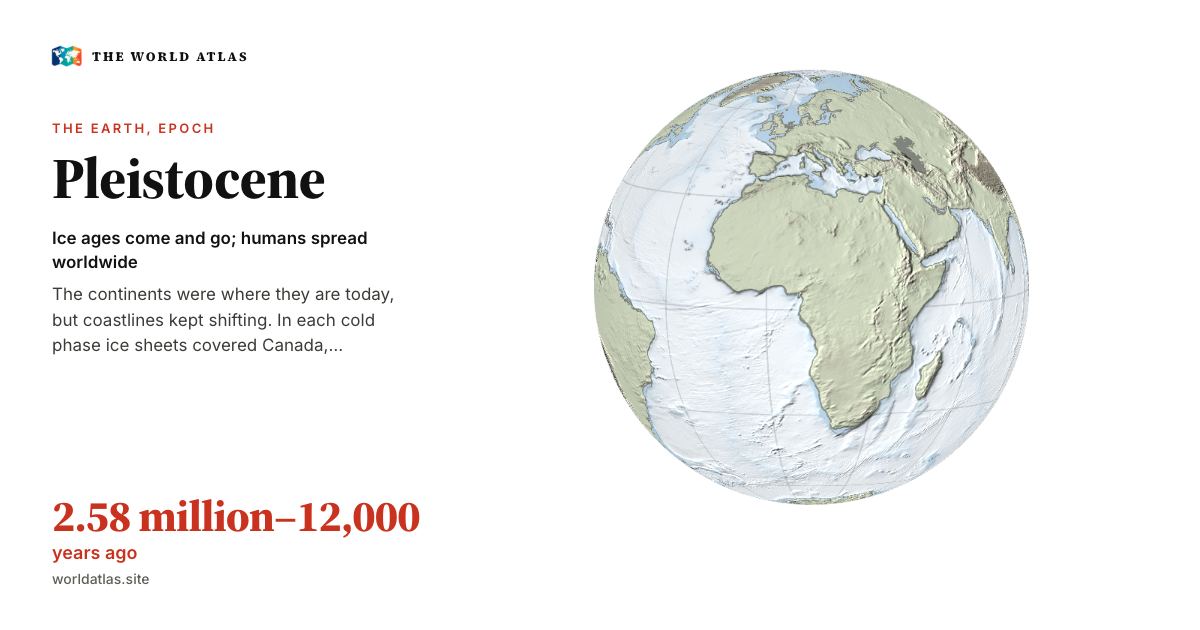 THE WORLD ATLAS
THE EARTH, EPOCH
Pleistocene
Ice ages come and go; humans spread
worldwide
The continents were where they are today,
but coastlines kept shifting. In each cold
phase ice sheets covered Canada,...
2.58 million–12,000
years ago
worldatlas.site